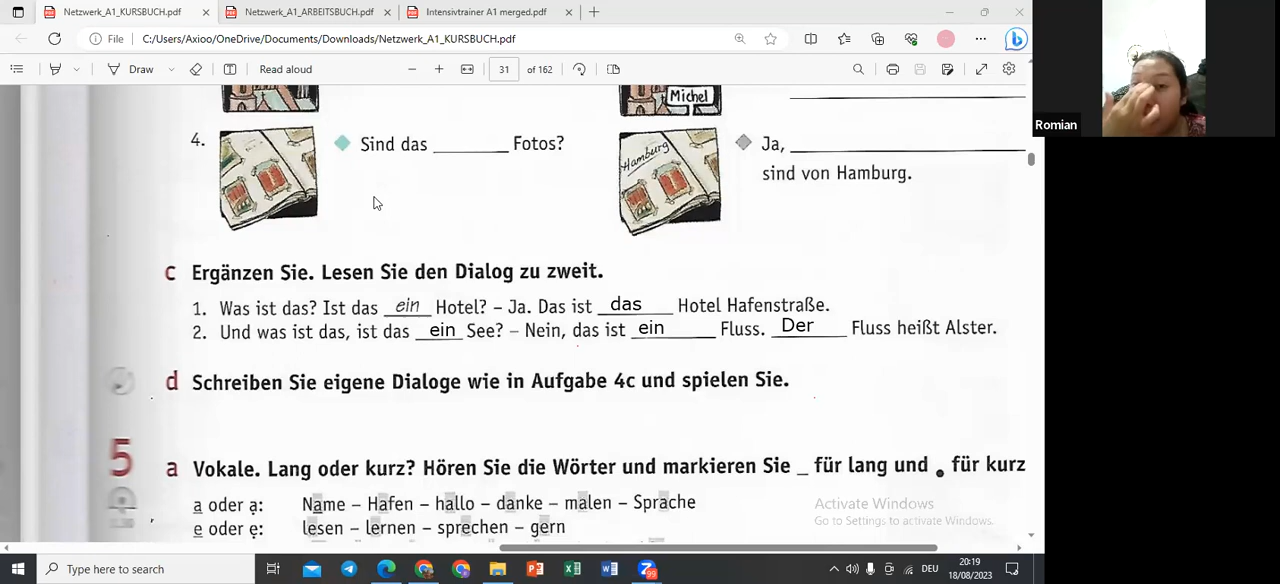 Netzwerk_A1_KURSBUCH.pdf
Netzwerk_A1_ARBEITSBUCH.pdf
Intensivtrainer A1 merged.pdf
File C:/Users/Axioo/OneDrive/Documents/Downloads/Netzwerk_A1_KURSBUCH.pdf
Draw Read aloud 31 of 162
Romian
Michel
4. Sind das ________ Fotos? Hamburg Ja, ________
sind von Hamburg.
c Ergänzen Sie. Lesen Sie den Dialog zu zweit.
1. Was ist das? Ist das ein Hotel? – Ja. Das ist das Hotel Hafenstraße.
2. Und was ist das, ist das ein See? – Nein, das ist ein Fluss. Der Fluss heißt Alster.
d Schreiben Sie eigene Dialoge wie in Aufgabe 4c und spielen Sie.
5 a Vokale. Lang oder kurz? Hören Sie die Wörter und markieren Sie _ für lang und . für kurz
a oder ạ: Name – Hafen – hallo – danke – malen – Sprache
e oder ẹ: lesen – lernen – sprechen – gern
Activate Windows
Go to Settings to activate Windows.
Type here to search
99
DEU
20:19
18/08/2023